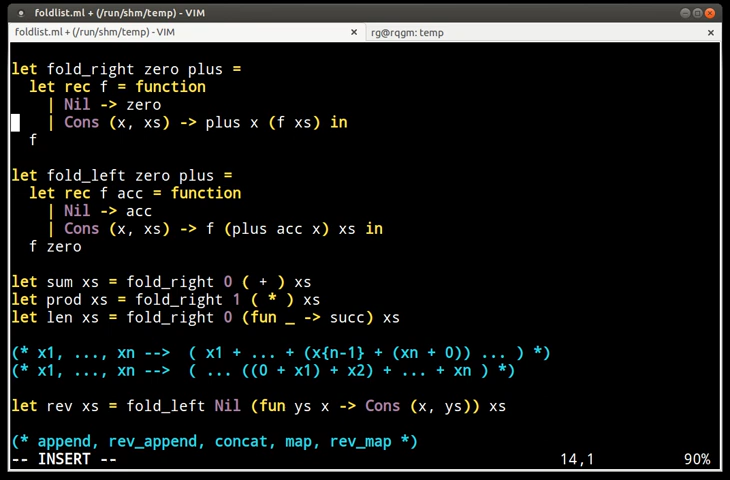 foldlist.ml + (/run/shm/temp) - VIM
foldlist.ml + (/run/shm/temp) - VIM × rg@rqgm: temp ×
let fold_right zero plus =
  let rec f = function
    | Nil -> zero
    | Cons (x, xs) -> plus x (f xs) in
  f
let fold_left zero plus =
  let rec f acc = function
    | Nil -> acc
    | Cons (x, xs) -> f (plus acc x) xs in
  f zero
let sum xs = fold_right 0 ( + ) xs
let prod xs = fold_right 1 ( * ) xs
let len xs = fold_right 0 (fun _ -> succ) xs
(* x1, ..., xn -->  ( x1 + ... + (x{n-1} + (xn + 0)) ... ) *)
(* x1, ..., xn -->  ( ... ((0 + x1) + x2) + ... + xn ) *)
let rev xs = fold_left Nil (fun ys x -> Cons (x, ys)) xs
(* append, rev_append, concat, map, rev_map *)
-- INSERT -- 14,1 90%